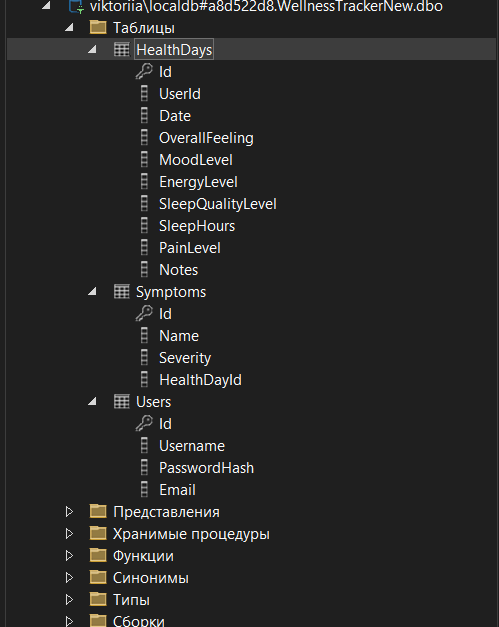 viktoriia\localdb#a8d522d8.WellnessTrackerNew.dbo
Таблицы
HealthDays
Id
UserId
Date
OverallFeeling
MoodLevel
EnergyLevel
SleepQualityLevel
SleepHours
PainLevel
Notes
Symptoms
Id
Name
Severity
HealthDayId
Users
Id
Username
PasswordHash
Email
Представления
Хранимые процедуры
Функции
Синонимы
Типы
Сборки